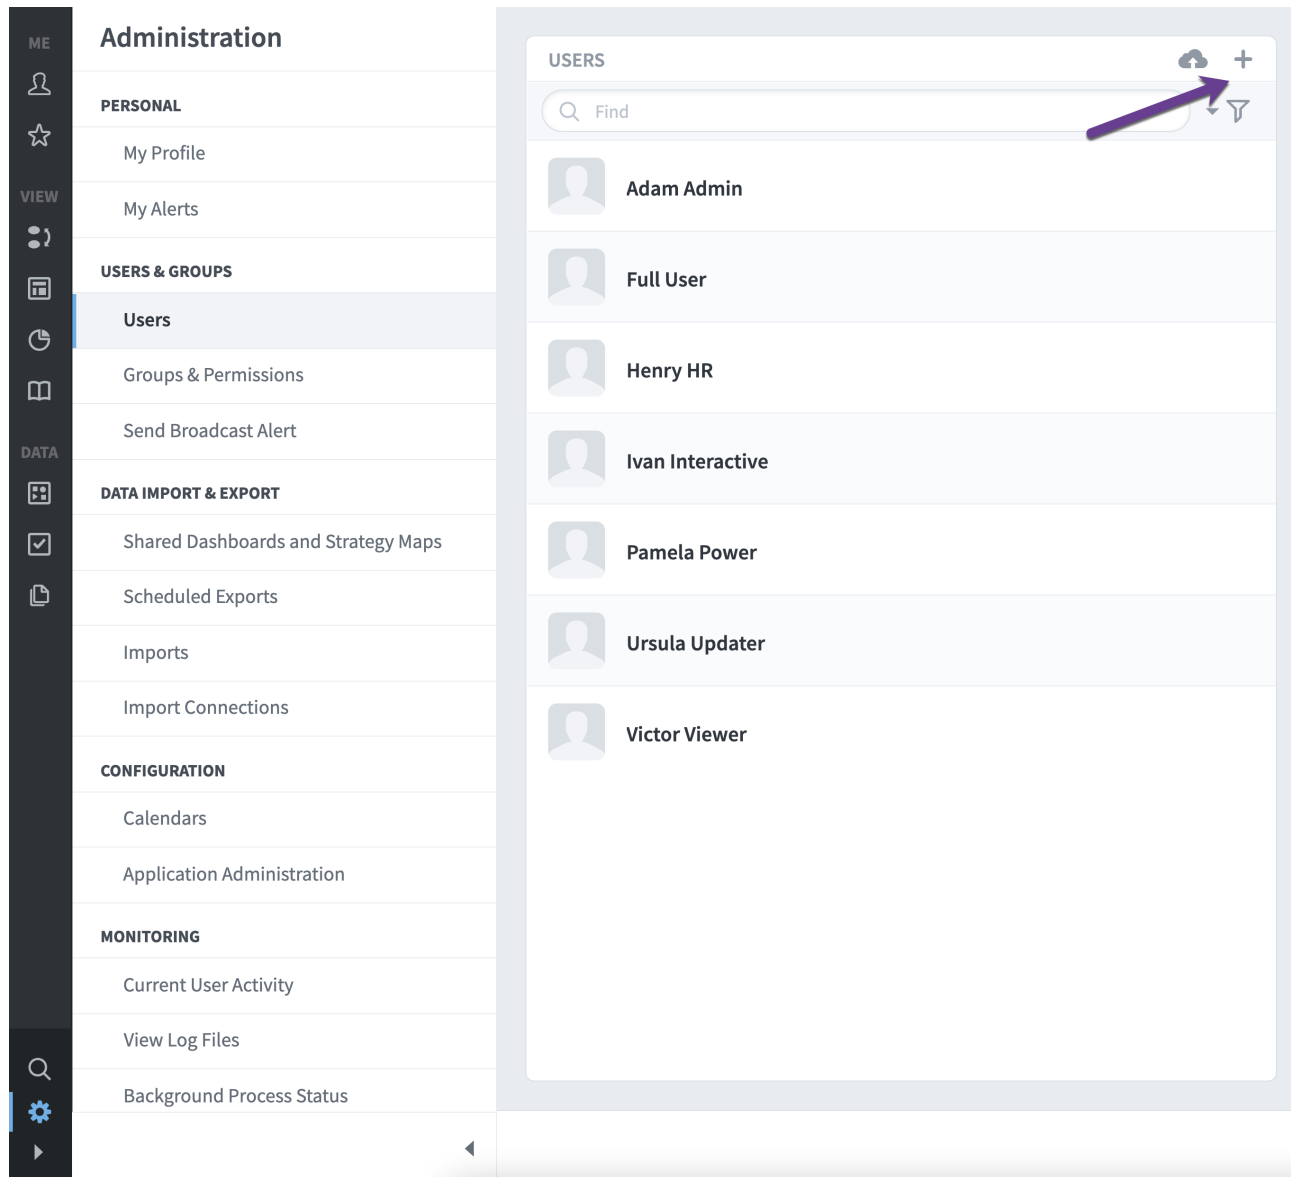 ME
VIEW
DATA
Administration
PERSONAL
My Profile
My Alerts
USERS & GROUPS
Users
Groups & Permissions
Send Broadcast Alert
DATA IMPORT & EXPORT
Shared Dashboards and Strategy Maps
Scheduled Exports
Imports
Import Connections
CONFIGURATION
Calendars
Application Administration
MONITORING
Current User Activity
View Log Files
Background Process Status
USERS
Find
Adam Admin
Full User
Henry HR
Ivan Interactive
Pamela Power
Ursula Updater
Victor Viewer